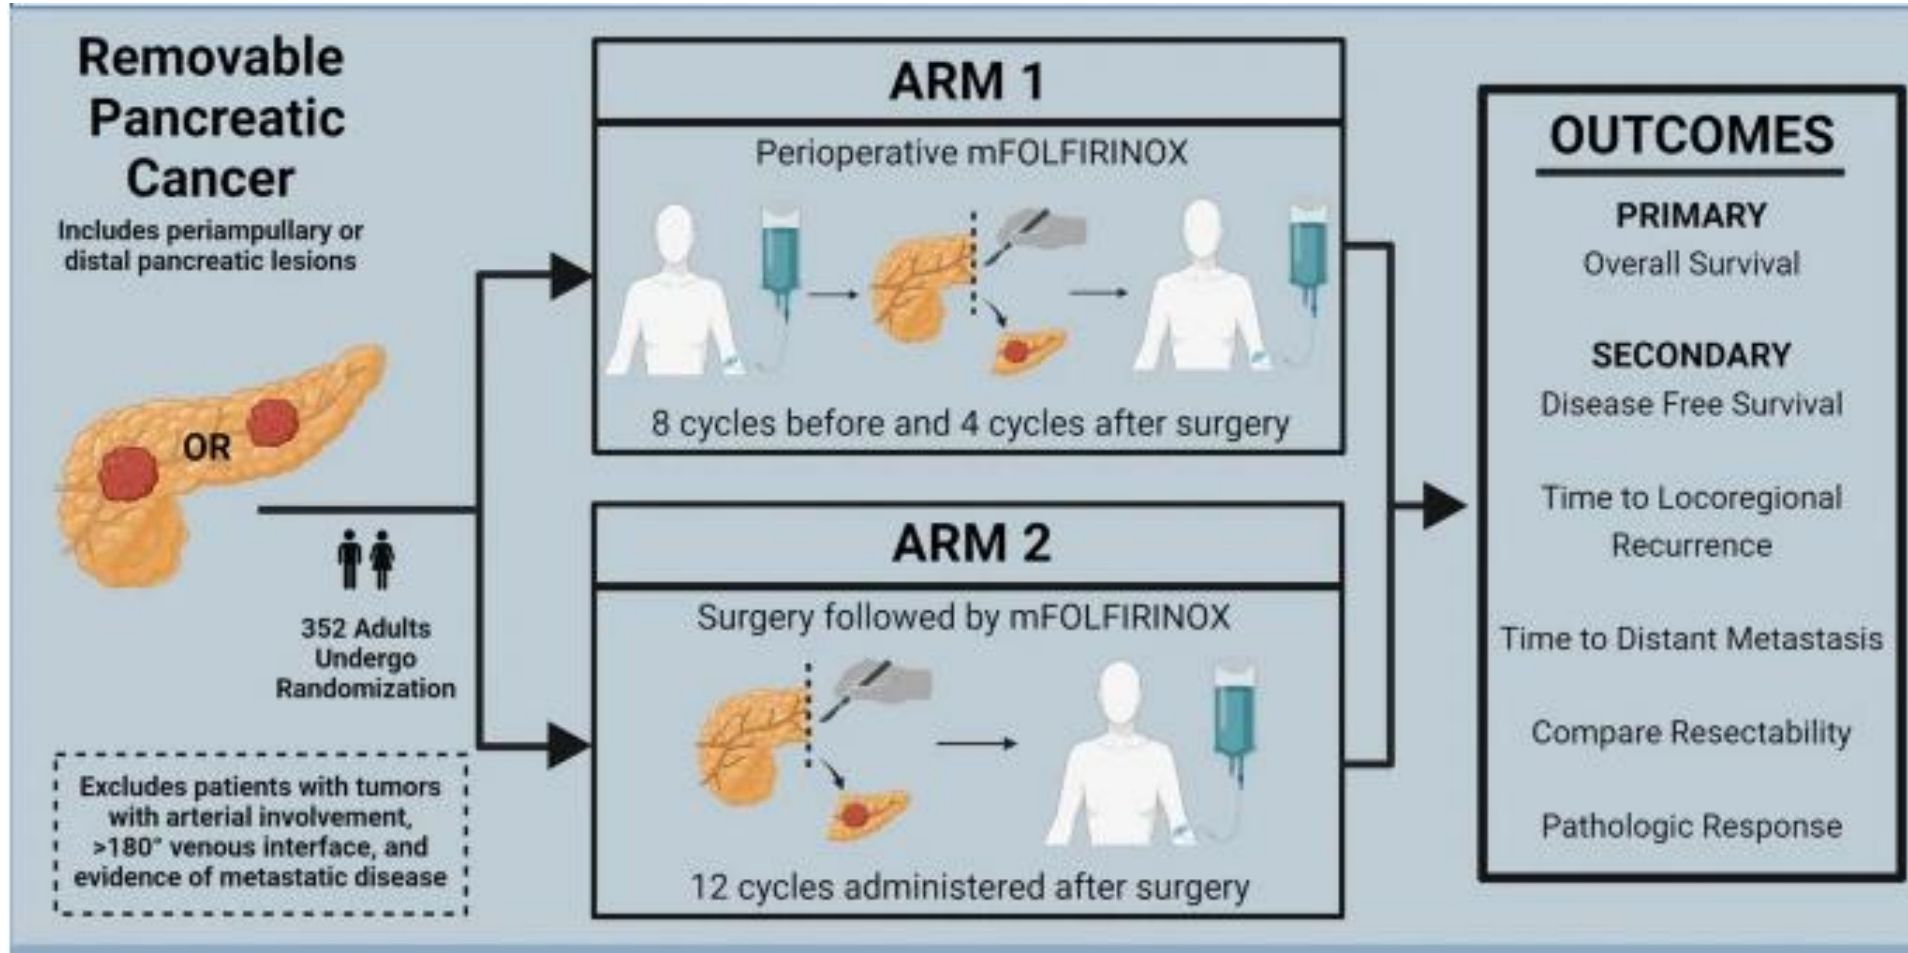 Removable
Pancreatic
Cancer
Includes periampullary or
distal pancreatic lesions
OR
352 Adults
Undergo
Randomization
Excludes patients with tumors
with arterial involvement,
>180° venous interface, and
evidence of metastatic disease
ARM 1
Perioperative mFOLFIRINOX
8 cycles before and 4 cycles after surgery
ARM 2
Surgery followed by mFOLFIRINOX
12 cycles administered after surgery
OUTCOMES
PRIMARY
Overall Survival
SECONDARY
Disease Free Survival
Time to Locoregional
Recurrence
Time to Distant Metastasis
Compare Resectability
Pathologic Response